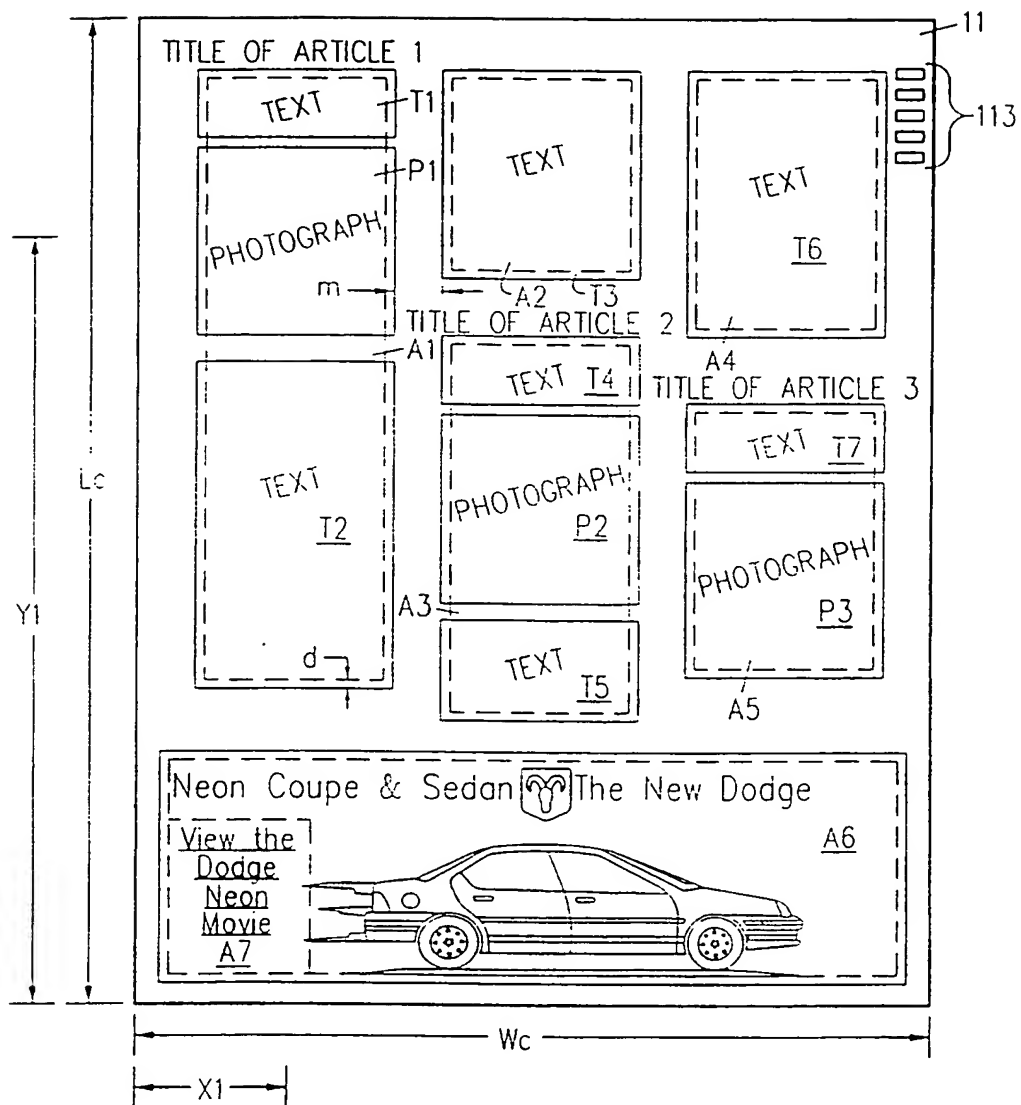 11
TITLE OF ARTICLE 1
TEXT
T1
P1
PHOTOGRAPH
m
A1
TEXT
T2
d
TEXT
A2
T3
TITLE OF ARTICLE 2
TEXT
T4
PHOTOGRAPH
P2
A3
TEXT
T5
TEXT
T6
A4
113
TITLE OF ARTICLE 3
TEXT
T7
PHOTOGRAPH
P3
A5
Lc
Y1
Neon Coupe & Sedan The New Dodge
A6
View the
Dodge
Neon
Movie
A7
Wc
X1